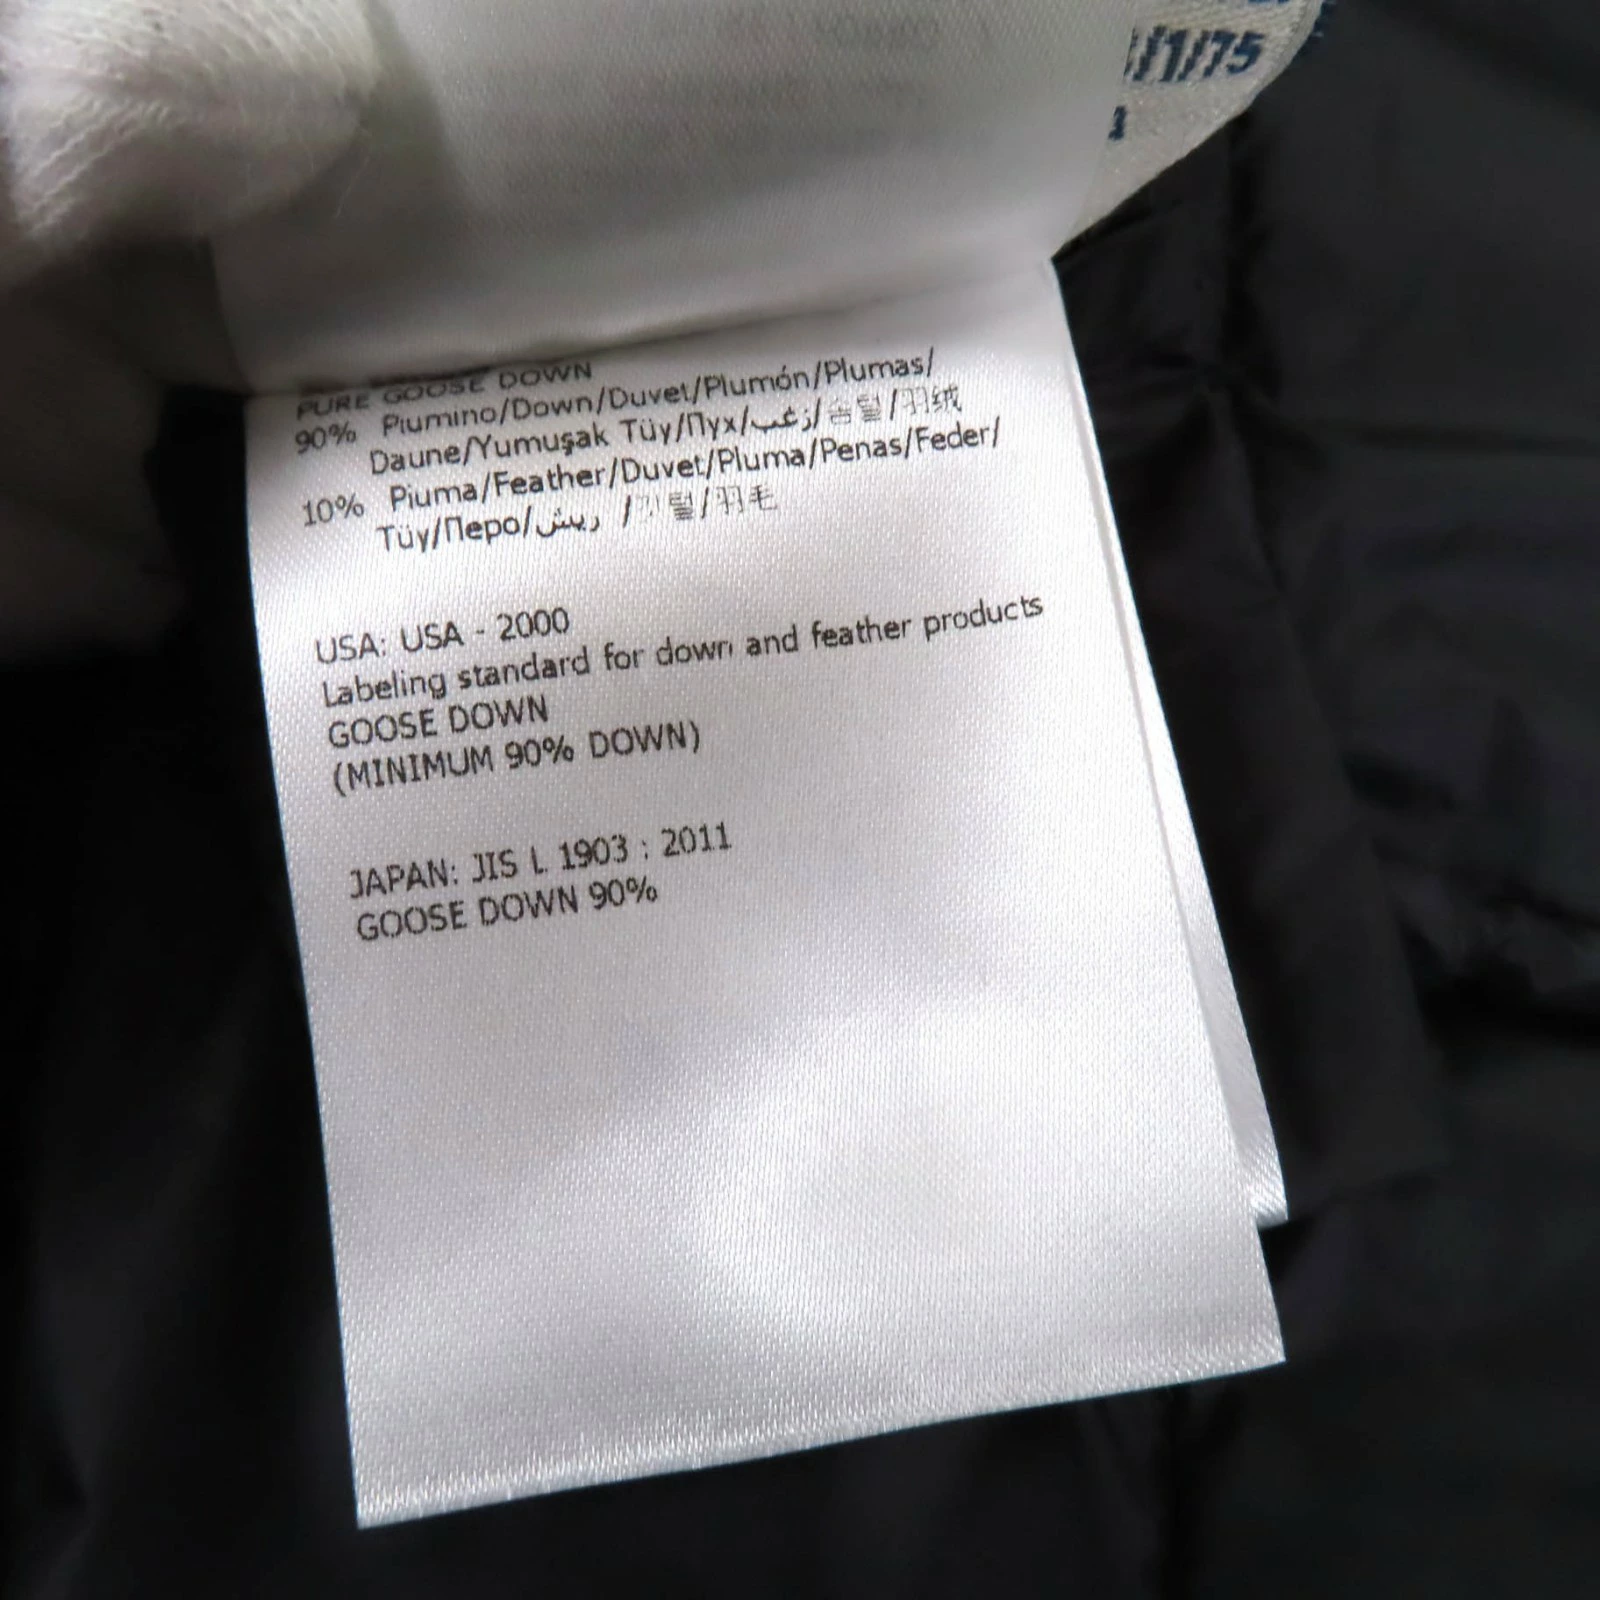 /1/75
PURE GOOSE DOWN
90% Piumino/Down/Duvet/Plumón/Plumas/
Daune/Yumuşak Tüy/Пух/زغب/솜털/羽绒
10% Piuma/Feather/Duvet/Pluma/Penas/Feder/
Tüy/Перо/ريش /깃털/羽毛
USA: USA - 2000
Labeling standard for down and feather products
GOOSE DOWN
(MINIMUM 90% DOWN)
JAPAN: JIS L 1903 : 2011
GOOSE DOWN 90%